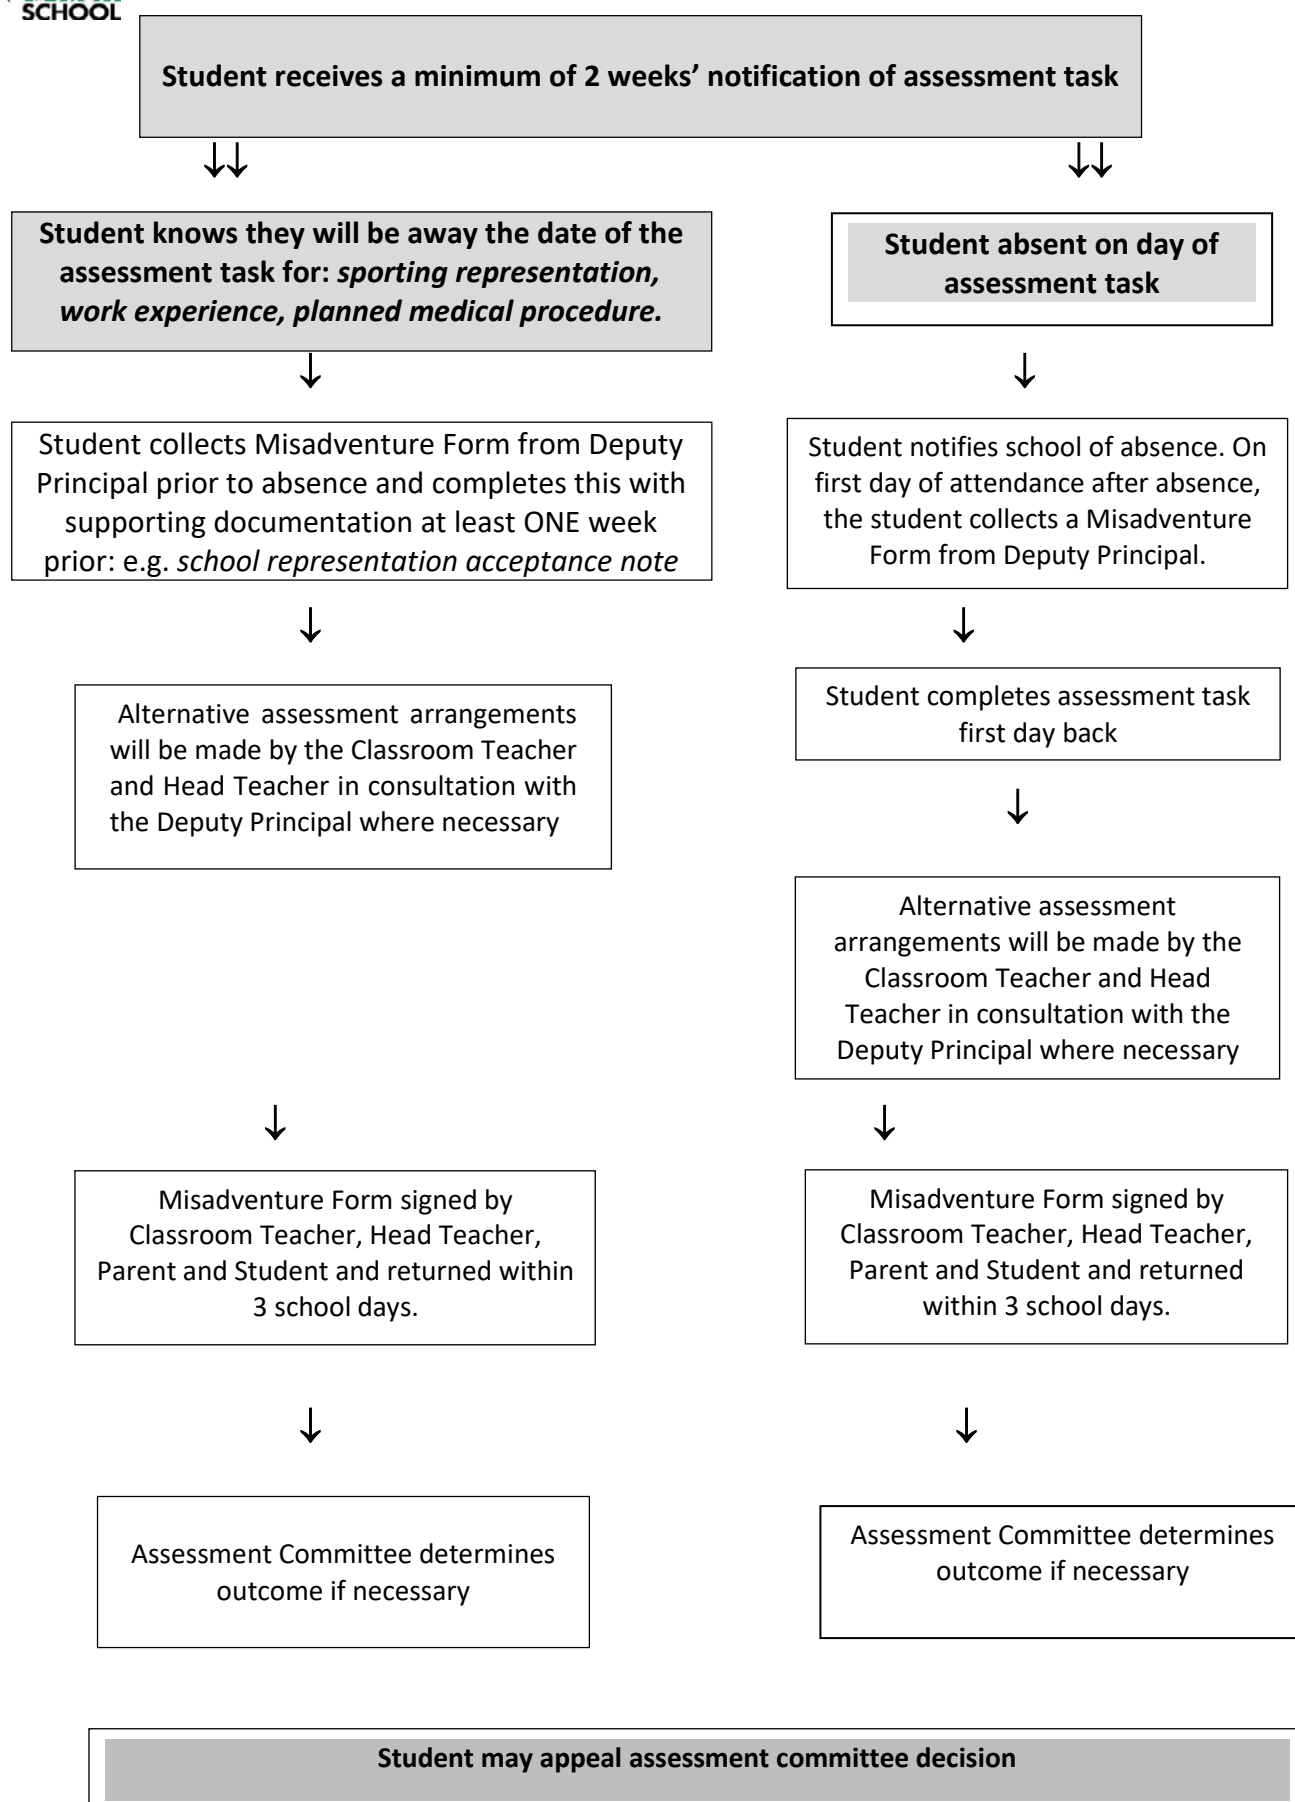 SCHOOL
Student receives a minimum of 2 weeks’ notification of assessment task
Student knows they will be away the date of the
assessment task for: sporting representation,
work experience, planned medical procedure.
Student absent on day of
assessment task
Student collects Misadventure Form from Deputy
Principal prior to absence and completes this with
supporting documentation at least ONE week
prior: e.g. school representation acceptance note
Student notifies school of absence. On
first day of attendance after absence,
the student collects a Misadventure
Form from Deputy Principal.
Alternative assessment arrangements
will be made by the Classroom Teacher
and Head Teacher in consultation with
the Deputy Principal where necessary
Student completes assessment task
first day back
Alternative assessment
arrangements will be made by the
Classroom Teacher and Head
Teacher in consultation with the
Deputy Principal where necessary
Misadventure Form signed by
Classroom Teacher, Head Teacher,
Parent and Student and returned within
3 school days.
Misadventure Form signed by
Classroom Teacher, Head Teacher,
Parent and Student and returned
within 3 school days.
Assessment Committee determines
outcome if necessary
Assessment Committee determines
outcome if necessary
Student may appeal assessment committee decision